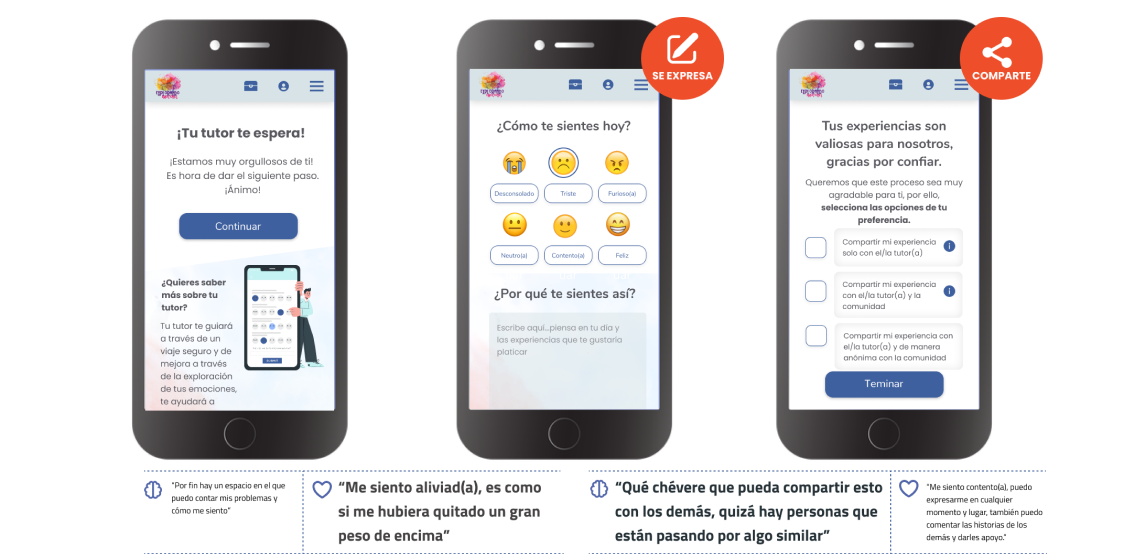 ¡Tu tutor te espera!
¡Estamos muy orgullosos de ti!
Es hora de dar el siguiente paso.
¡Ánimo!
Continuar
¿Quieres saber
más sobre tu
tutor?
Tu tutor te guiará
a través de un
viaje seguro y de
mejora a través
de la exploración
de tus emociones,
te ayudará a
SE EXPRESA
¿Cómo te sientes hoy?
Desconsolado
Triste
Furioso(a)
Neutro(a)
Contento(a)
Feliz
¿Por qué te sientes así?
Escribe aquí...piensa en tu día y
las experiencias que te gustaría
platicar
COMPARTE
Tus experiencias son
valiosas para nosotros,
gracias por confiar.
Queremos que este proceso sea muy
agradable para ti, por ello,
selecciona las opciones de tu
preferencia.
Compartir mi experiencia
solo con el/la tutor(a)
Compartir mi experiencia
con el/la tutor(a) y la
comunidad
Compartir mi experiencia con
el/la tutor(a) y de manera
anónima con la comunidad
Teminar
"Por fin hay un espacio en el que
puedo contar mis problemas y
cómo me siento"
"Me siento aliviad(a), es como
si me hubiera quitado un gran
peso de encima"
"Qué chévere que pueda compartir esto
con los demás, quizá hay personas que
están pasando por algo similar"
"Me siento contento(a), puedo
expresarme en cualquier
momento y lugar, también puedo
comentar las historias de los
demás y darles apoyo."